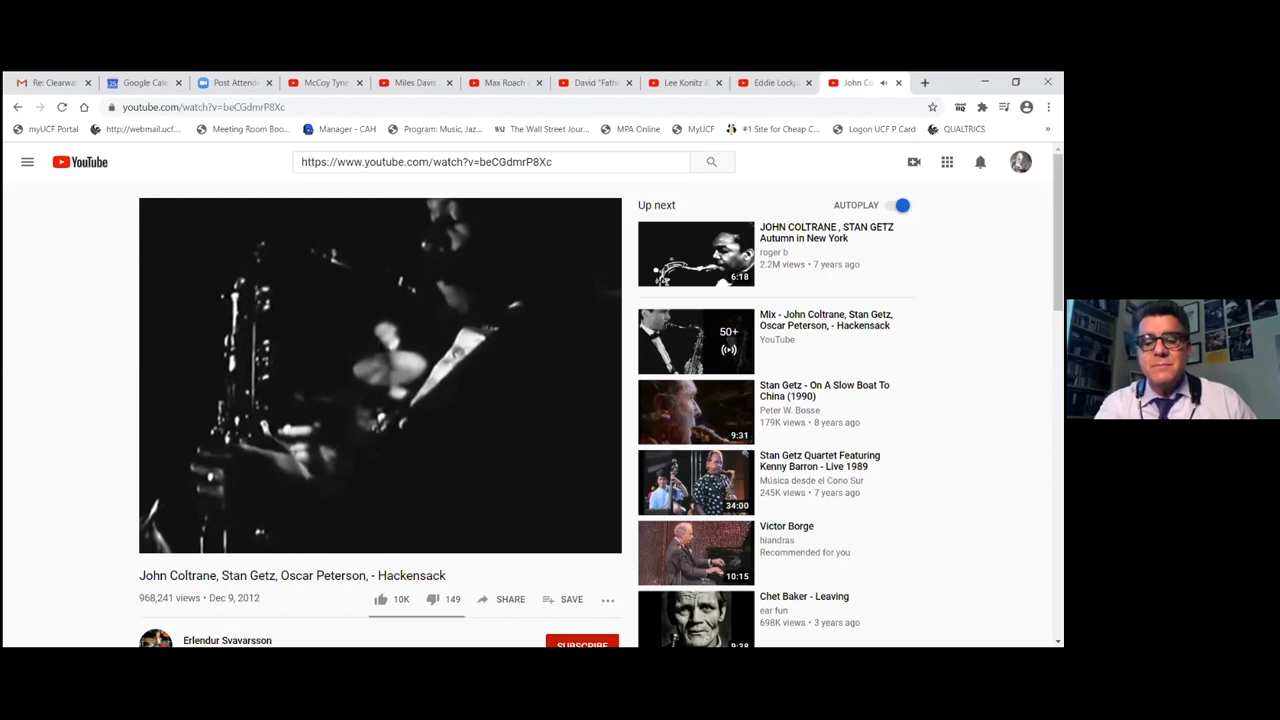 Re: Clearwat
Google Cale
Post Attend
McCoy Tyne
Miles Davis
Max Roach
David "Fathe
Lee Konitz &
Eddie Lockja
John Co
youtube.com/watch?v=beCGdmrP8Xc
myUCF Portal
http://webmail.ucf....
Meeting Room Boo...
Manager - CAH
Program: Music, Jaz...
WSJ The Wall Street Jour...
MPA Online
MyUCF
#1 Site for Cheap C...
Logon UCF P Card
QUALTRICS
»
YouTube
https://www.youtube.com/watch?v=beCGdmrP8Xc
Up next
AUTOPLAY
JOHN COLTRANE , STAN GETZ
Autumn in New York
roger b
2.2M views • 7 years ago
6:18
Mix - John Coltrane, Stan Getz,
Oscar Peterson, - Hackensack
YouTube
50+
Stan Getz - On A Slow Boat To
China (1990)
Peter W. Bosse
179K views • 8 years ago
9:31
Stan Getz Quartet Featuring
Kenny Barron - Live 1989
Música desde el Cono Sur
245K views • 7 years ago
34:00
Victor Borge
hiandras
Recommended for you
10:15
Chet Baker - Leaving
ear fun
698K views • 3 years ago
9:38
John Coltrane, Stan Getz, Oscar Peterson, - Hackensack
968,241 views • Dec 9, 2012
10K
149
SHARE
SAVE
Erlendur Svavarsson
SUBSCRIBE